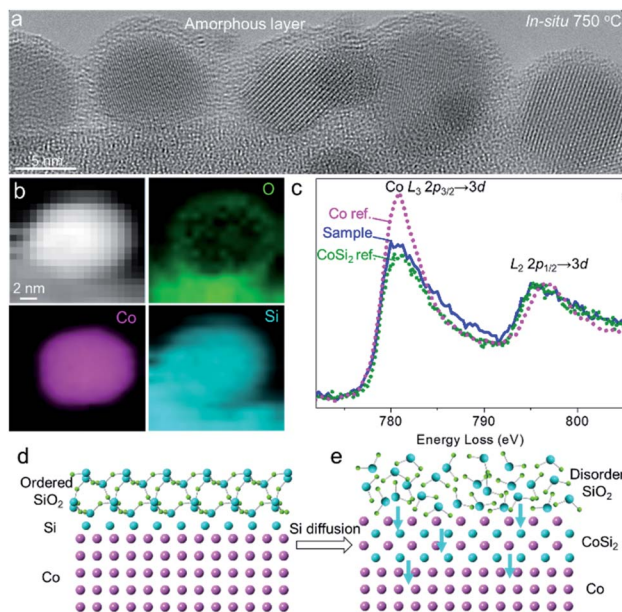 a
Amorphous layer
In-situ 750 °C
5 nm
b
O
2 nm
Co
Si
c
Co L₃ 2p₃/₂→3d
Co ref.
Sample
CoSi₂ ref.
L₂ 2p₁/₂→3d
780
790
800
Energy Loss (eV)
d
Ordered
SiO₂
Si
Co
Si diffusion
e
Disorder
SiO₂
CoSi₂
Co